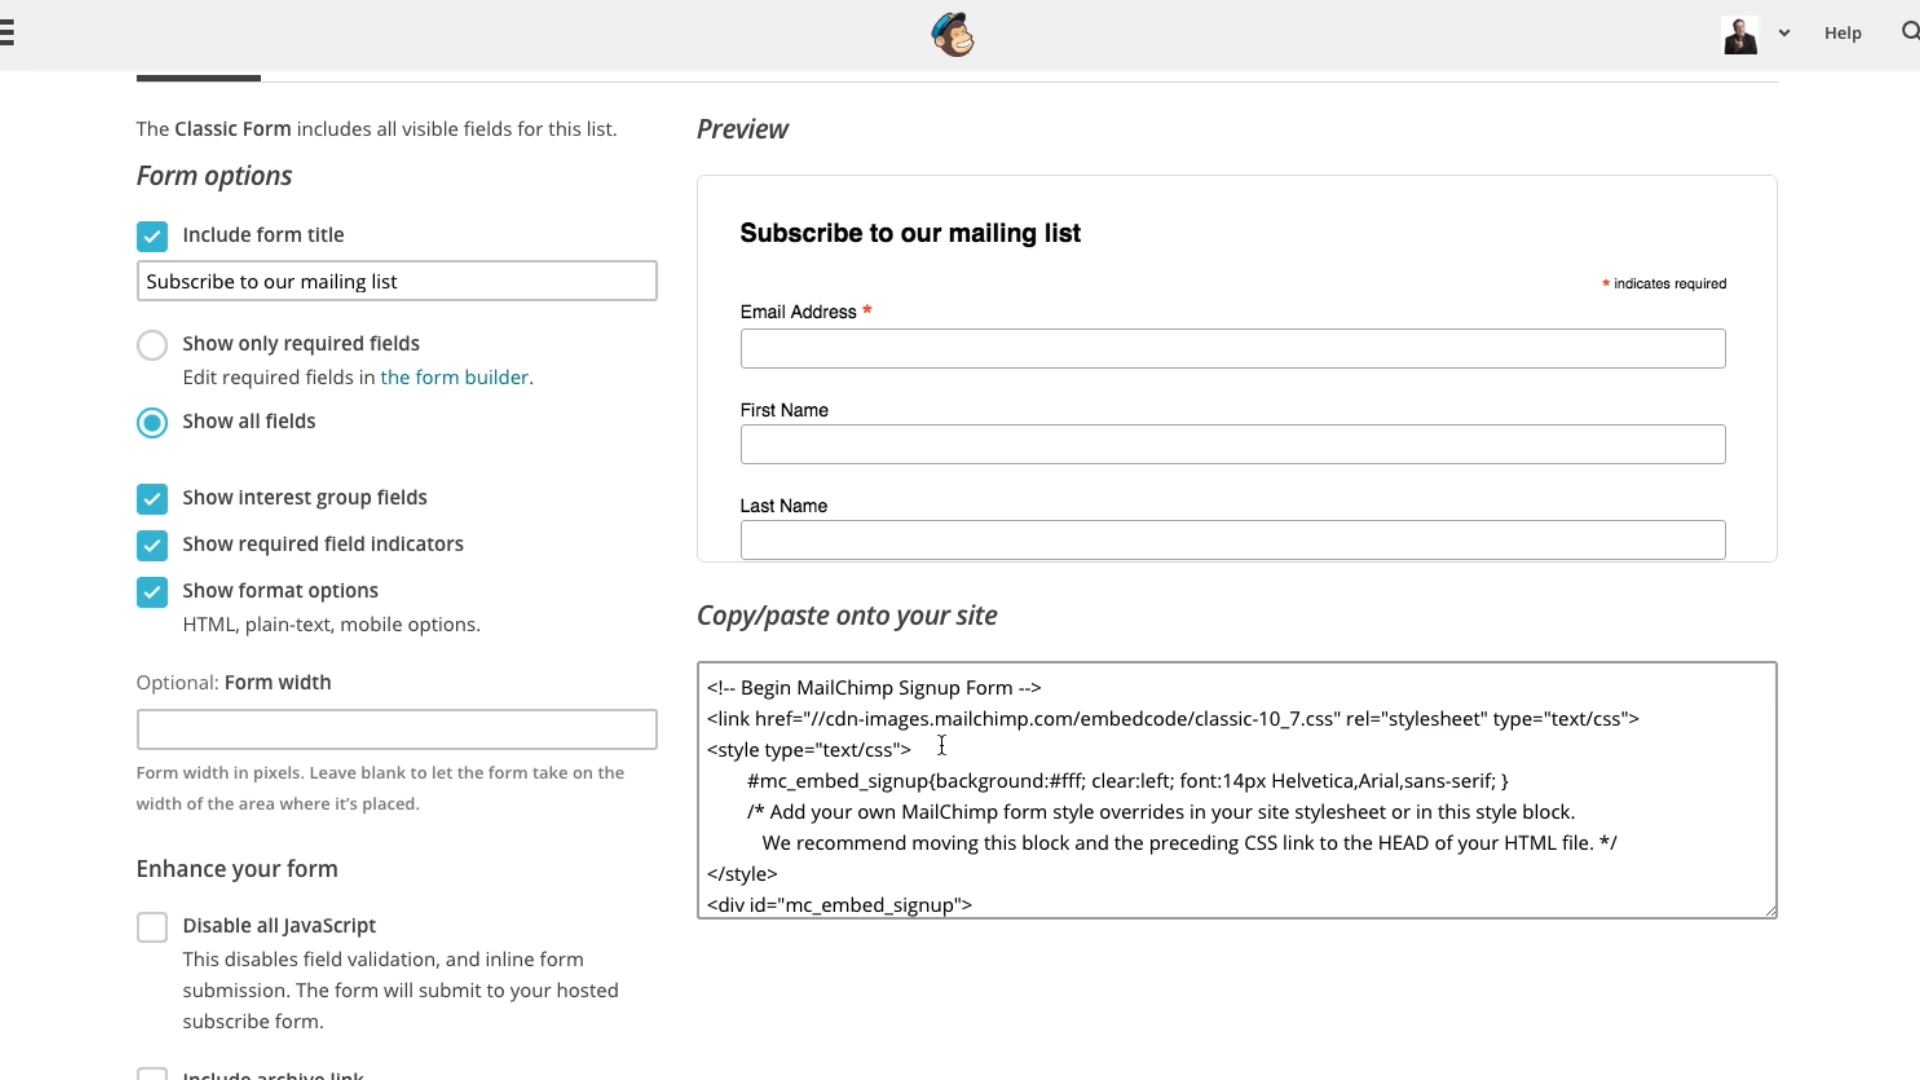 Help
The Classic Form includes all visible fields for this list.
Form options
Include form title
Subscribe to our mailing list
Show only required fields
Edit required fields in the form builder.
Show all fields
Show interest group fields
Show required field indicators
Show format options
HTML, plain-text, mobile options.
Optional: Form width
Form width in pixels. Leave blank to let the form take on the
width of the area where it's placed.
Enhance your form
Disable all JavaScript
This disables field validation, and inline form
submission. The form will submit to your hosted
subscribe form.
Include archive link
Preview
Subscribe to our mailing list
* indicates required
Email Address *
First Name
Last Name
Copy/paste onto your site
<!-- Begin MailChimp Signup Form -->
<link href="//cdn-images.mailchimp.com/embedcode/classic-10_7.css" rel="stylesheet" type="text/css">
<style type="text/css">
#mc_embed_signup{background:#fff; clear:left; font:14px Helvetica,Arial,sans-serif; }
/* Add your own MailChimp form style overrides in your site stylesheet or in this style block.
We recommend moving this block and the preceding CSS link to the HEAD of your HTML file. */
</style>
<div id="mc_embed_signup">